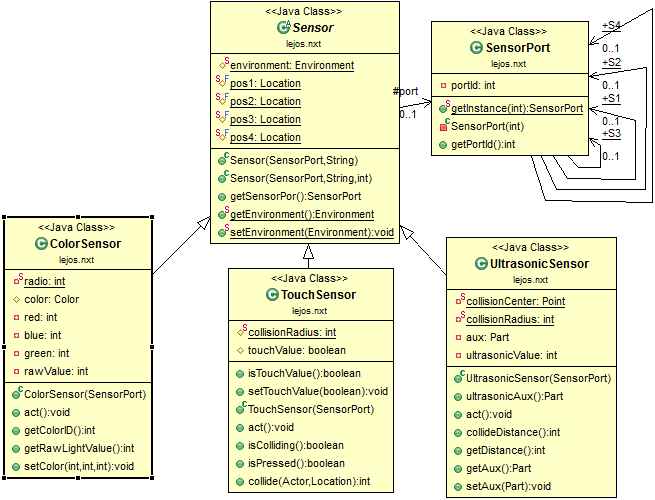 <<Java Class>>
Sensor
lejos.nxt
environment: Environment
pos1: Location
pos2: Location
pos3: Location
pos4: Location
Sensor(SensorPort,String)
Sensor(SensorPort,String,int)
getSensorPor():SensorPort
getEnvironment():Environment
setEnvironment(Environment):void
#port
0..1
<<Java Class>>
SensorPort
lejos.nxt
portId: int
getInstance(int):SensorPort
SensorPort(int)
getPortId():int
+S4
0..1
+S2
0..1
+S1
0..1
+S3
0..1
<<Java Class>>
ColorSensor
lejos.nxt
radio: int
color: Color
red: int
blue: int
green: int
rawValue: int
ColorSensor(SensorPort)
act():void
getColorID():int
getRawLightValue():int
setColor(int,int,int):void
<<Java Class>>
TouchSensor
lejos.nxt
collisionRadius: int
touchValue: boolean
isTouchValue():boolean
setTouchValue(boolean):void
TouchSensor(SensorPort)
act():void
isColliding():boolean
isPressed():boolean
collide(Actor,Location):int
<<Java Class>>
UltrasonicSensor
lejos.nxt
collisionCenter: Point
collisionRadius: int
aux: Part
ultrasonicValue: int
UltrasonicSensor(SensorPort)
ultrasonicAux():Part
act():void
collideDistance():int
getDistance():int
getAux():Part
setAux(Part):void